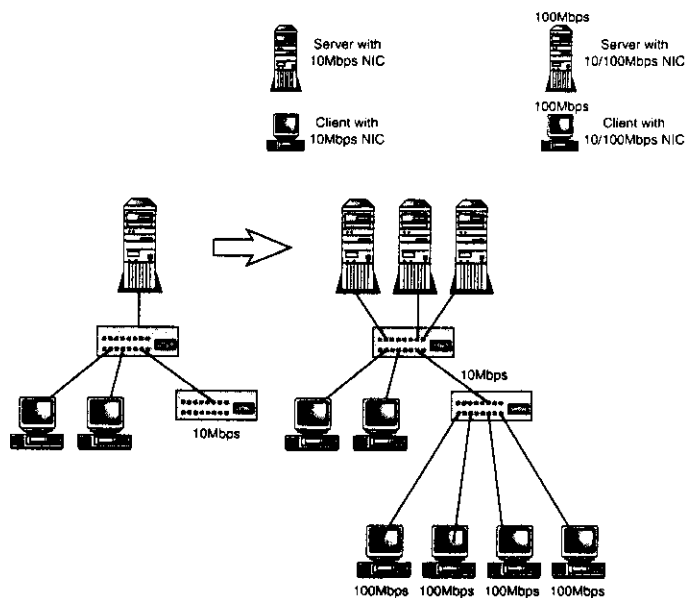 100Mbps
Server with
10Mbps NIC
Server with
10/100Mbps NIC
100Mbps
Client with
10Mbps NIC
Client with
10/100Mbps NIC
10Mbps
10Mbps
100Mbps 100Mbps 100Mbps 100Mbps